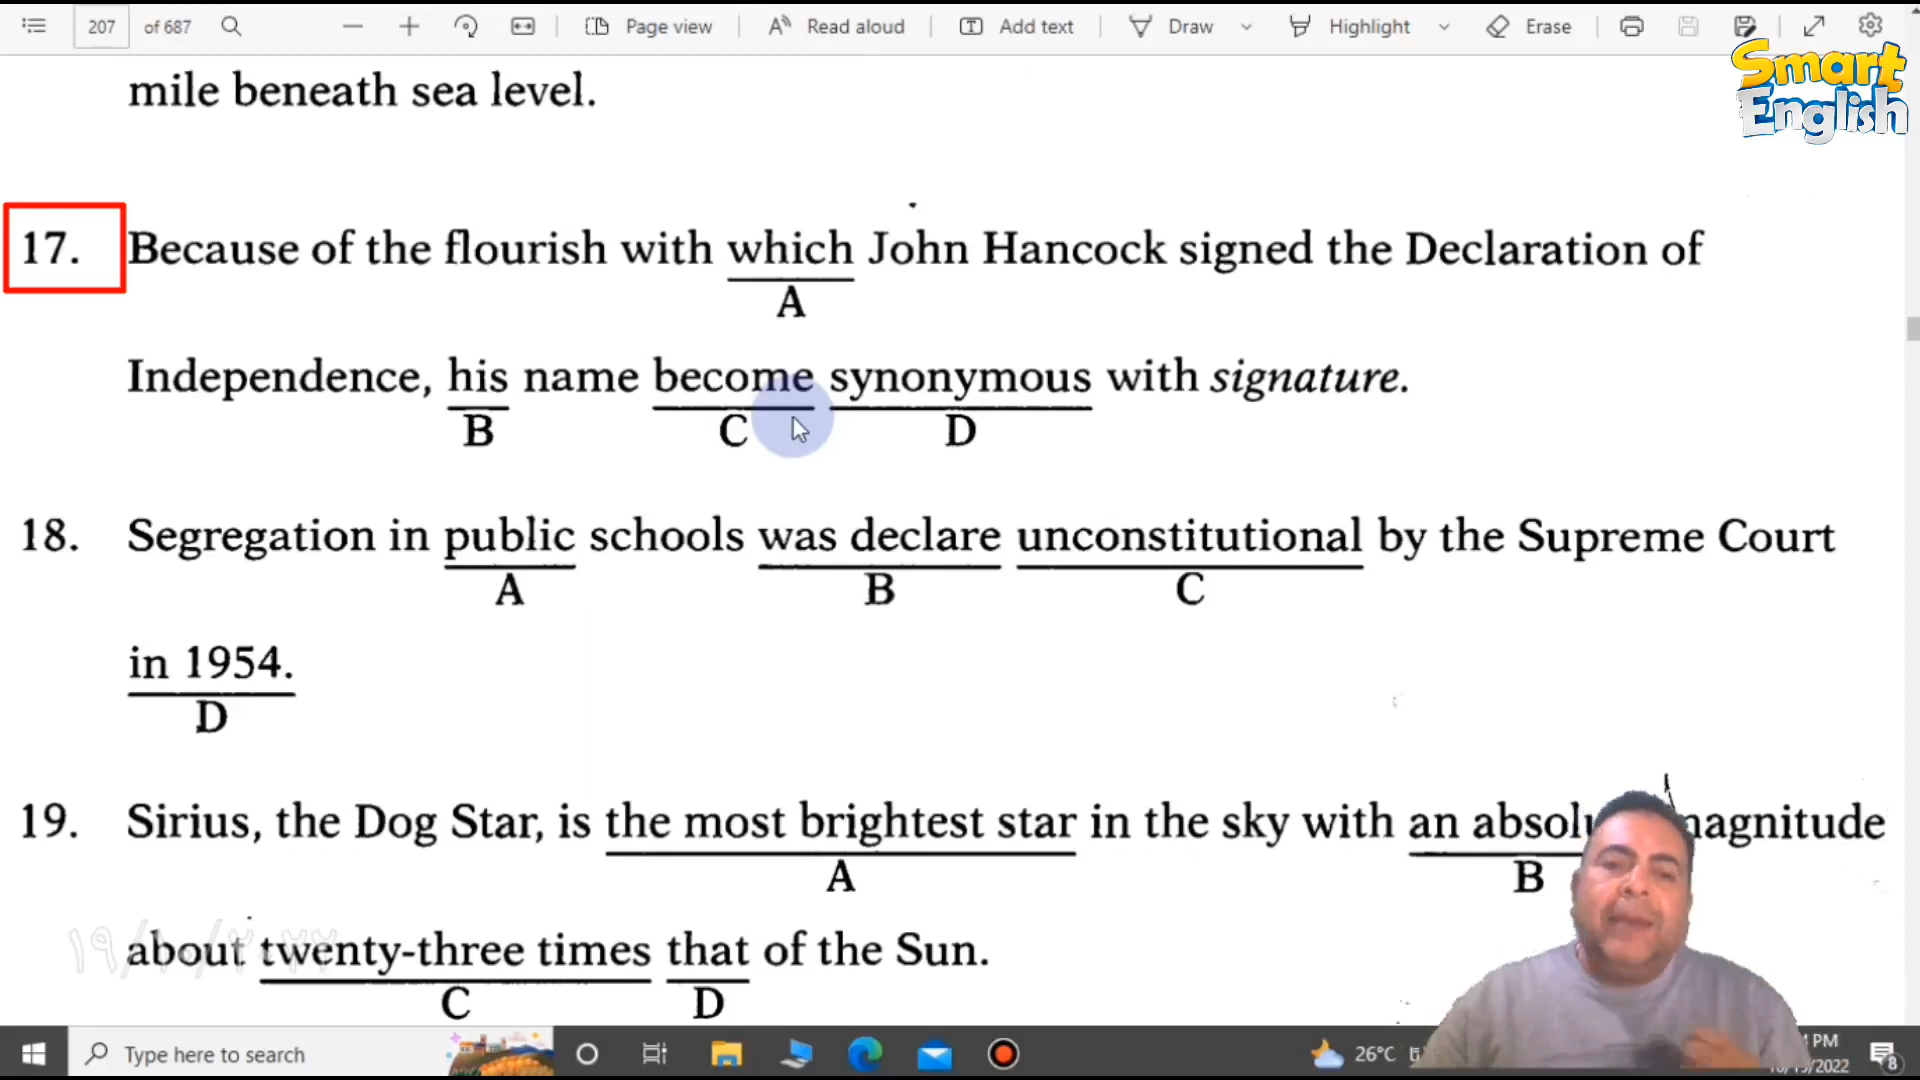 207 of 687 Page view Read aloud Add text Draw Highlight Erase
Smart
English
mile beneath sea level.
17. Because of the flourish with which John Hancock signed the Declaration of
A
Independence, his name become synonymous with signature.
B C D
18. Segregation in public schools was declare unconstitutional by the Supreme Court
A B C
in 1954.
D
19. Sirius, the Dog Star, is the most brightest star in the sky with an magnitude
A B
about twenty-three times that of the Sun.
C D
Type here to search 26°C PM
8